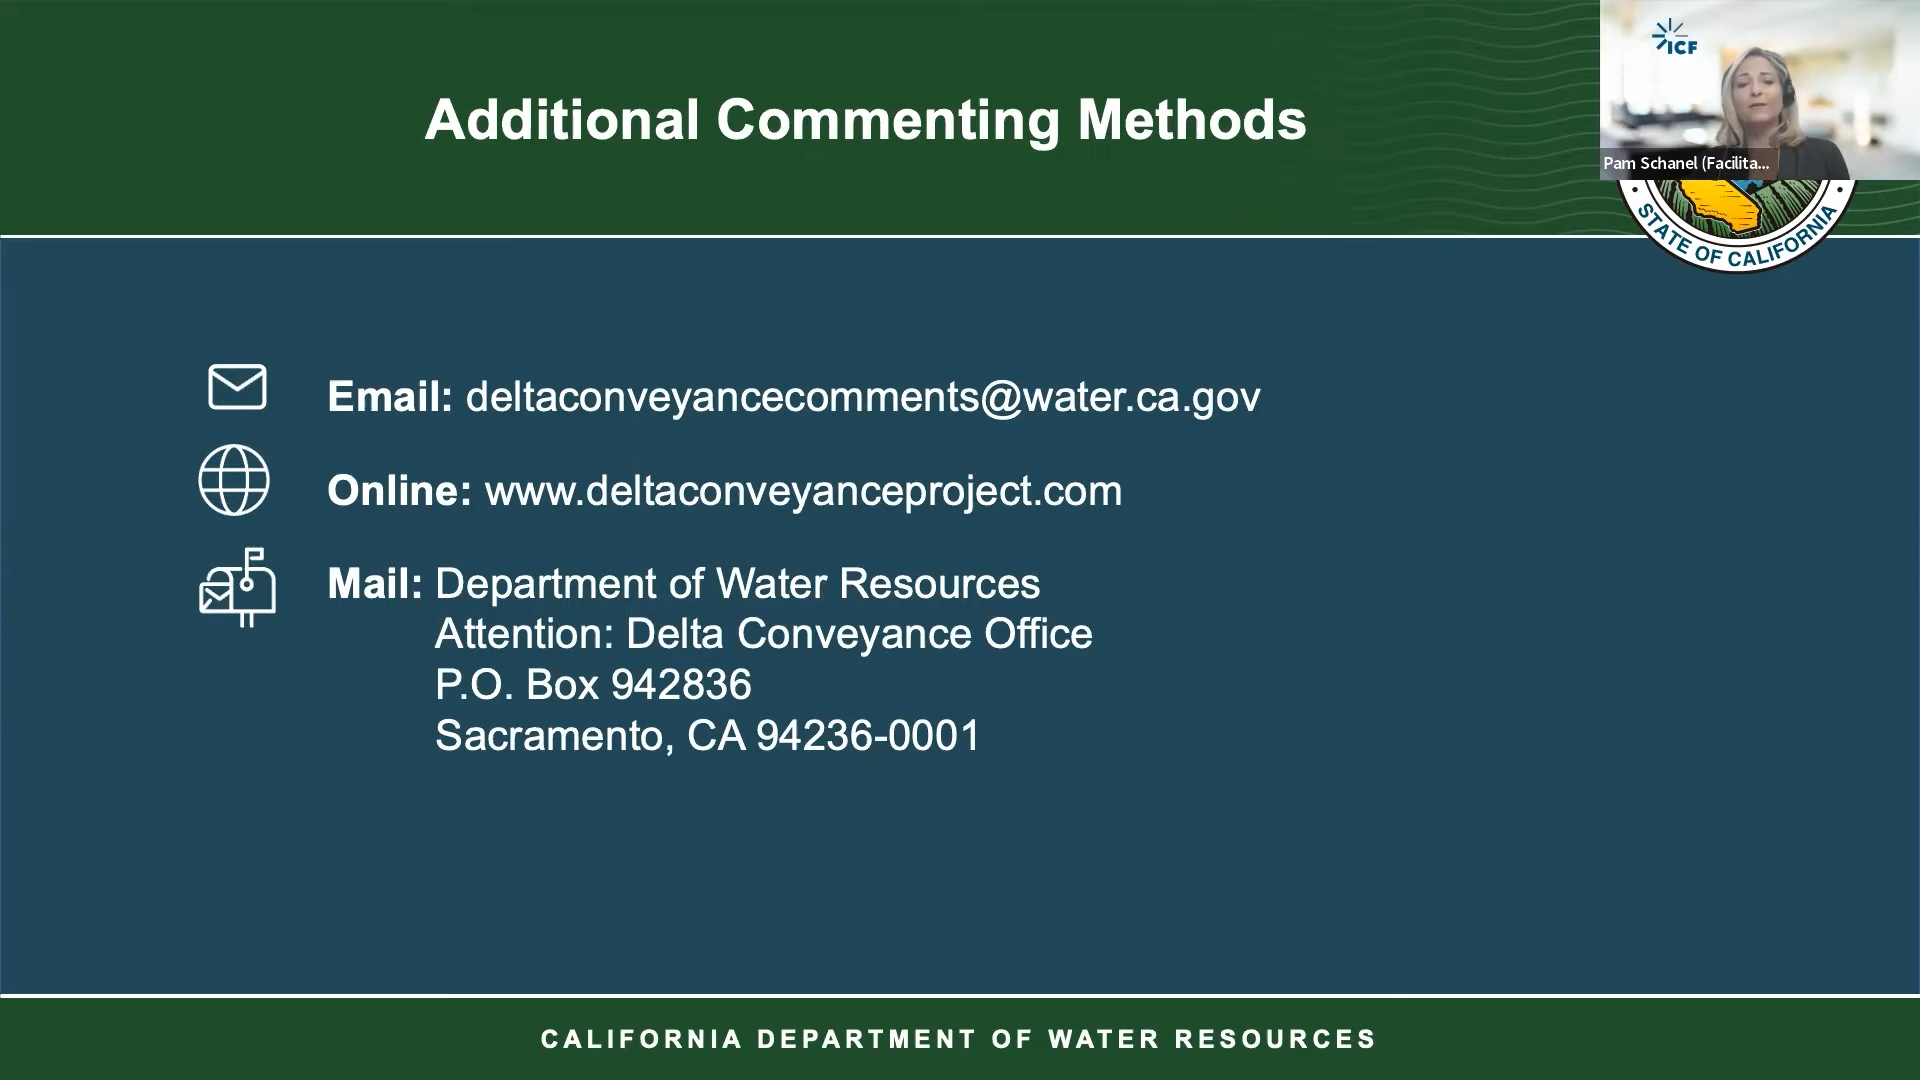 Additional Commenting Methods
ICF
Pam Schanel (Facilita...
STATE OF CALIFORNIA
Email: deltaconveyancecomments@water.ca.gov
Online: www.deltaconveyanceproject.com
Mail: Department of Water Resources
Attention: Delta Conveyance Office
P.O. Box 942836
Sacramento, CA 94236-0001
CALIFORNIA DEPARTMENT OF WATER RESOURCES